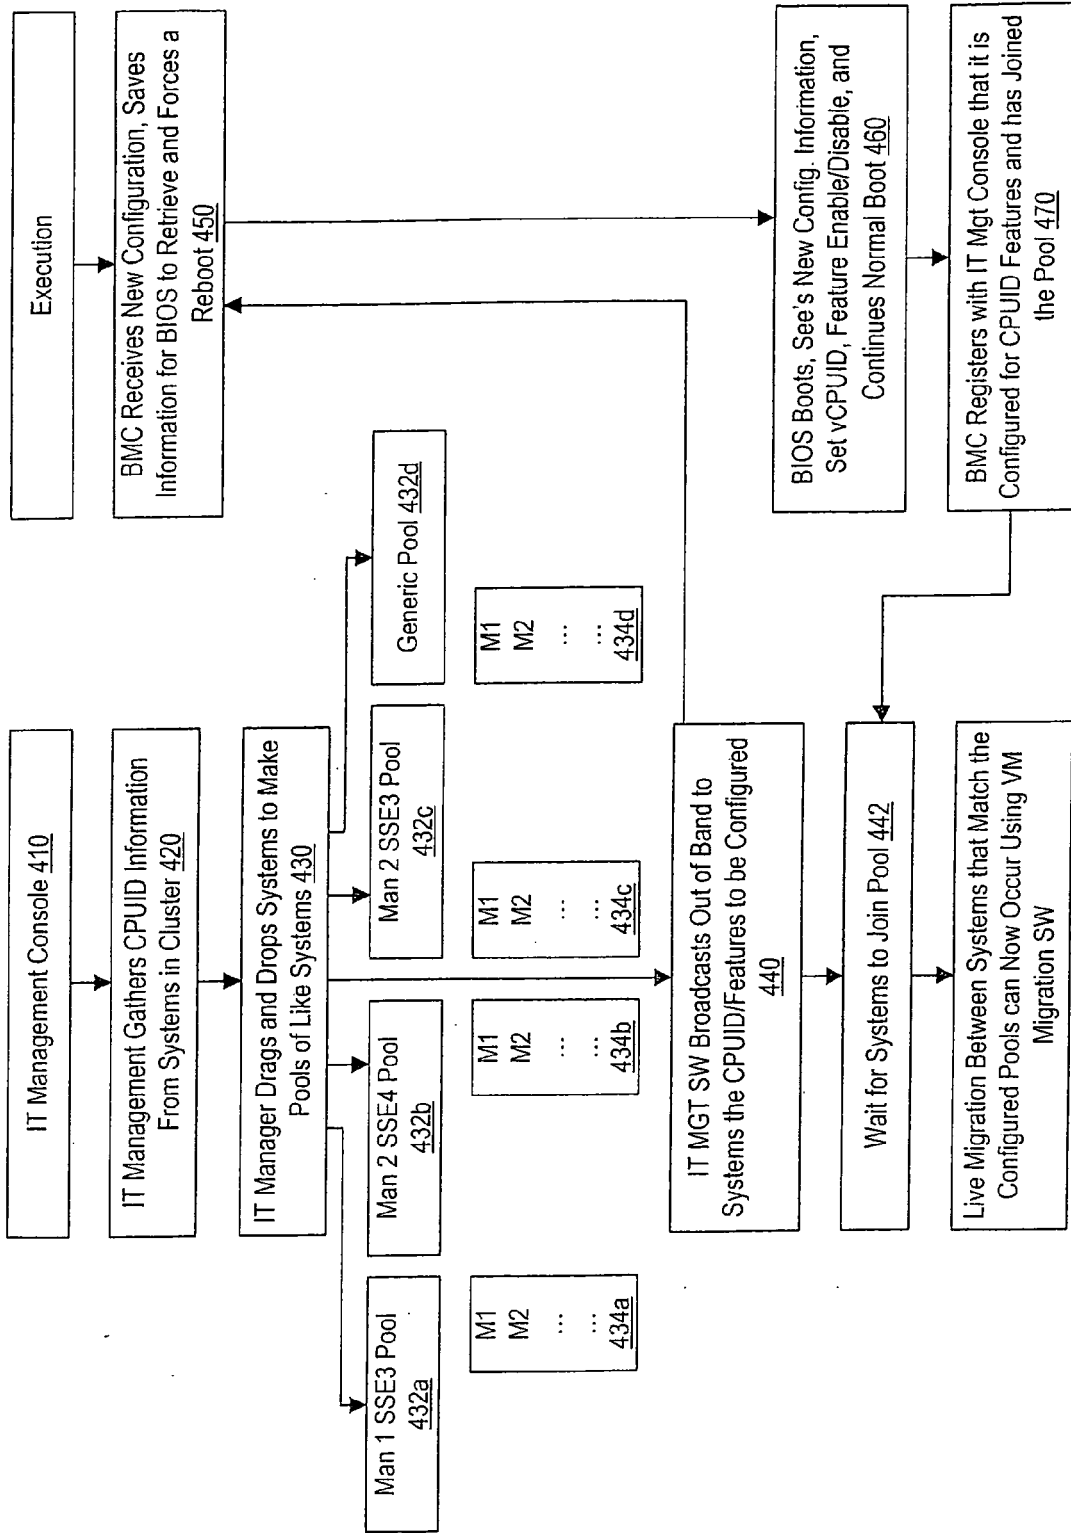 IT Management Console 410
IT Management Gathers CPUID Information
From Systems in Cluster 420
IT Manager Drags and Drops Systems to Make
Pools of Like Systems 430
Man 1 SSE3 Pool
432a
Man 2 SSE4 Pool
432b
Man 2 SSE3 Pool
432c
Generic Pool 432d
M1
M2
...
...
434a
M1
M2
...
...
434b
M1
M2
...
...
434c
M1
M2
...
...
434d
IT MGT SW Broadcasts Out of Band to
Systems the CPUID/Features to be Configured
440
Wait for Systems to Join Pool 442
Live Migration Between Systems that Match the
Configured Pools can Now Occur Using VM
Migration SW
Execution
BMC Receives New Configuration, Saves
Information for BIOS to Retrieve and Forces a
Reboot 450
BIOS Boots, See's New Config. Information,
Set vCPUID, Feature Enable/Disable, and
Continues Normal Boot 460
BMC Registers with IT Mgt Console that it is
Configured for CPUID Features and has Joined
the Pool 470